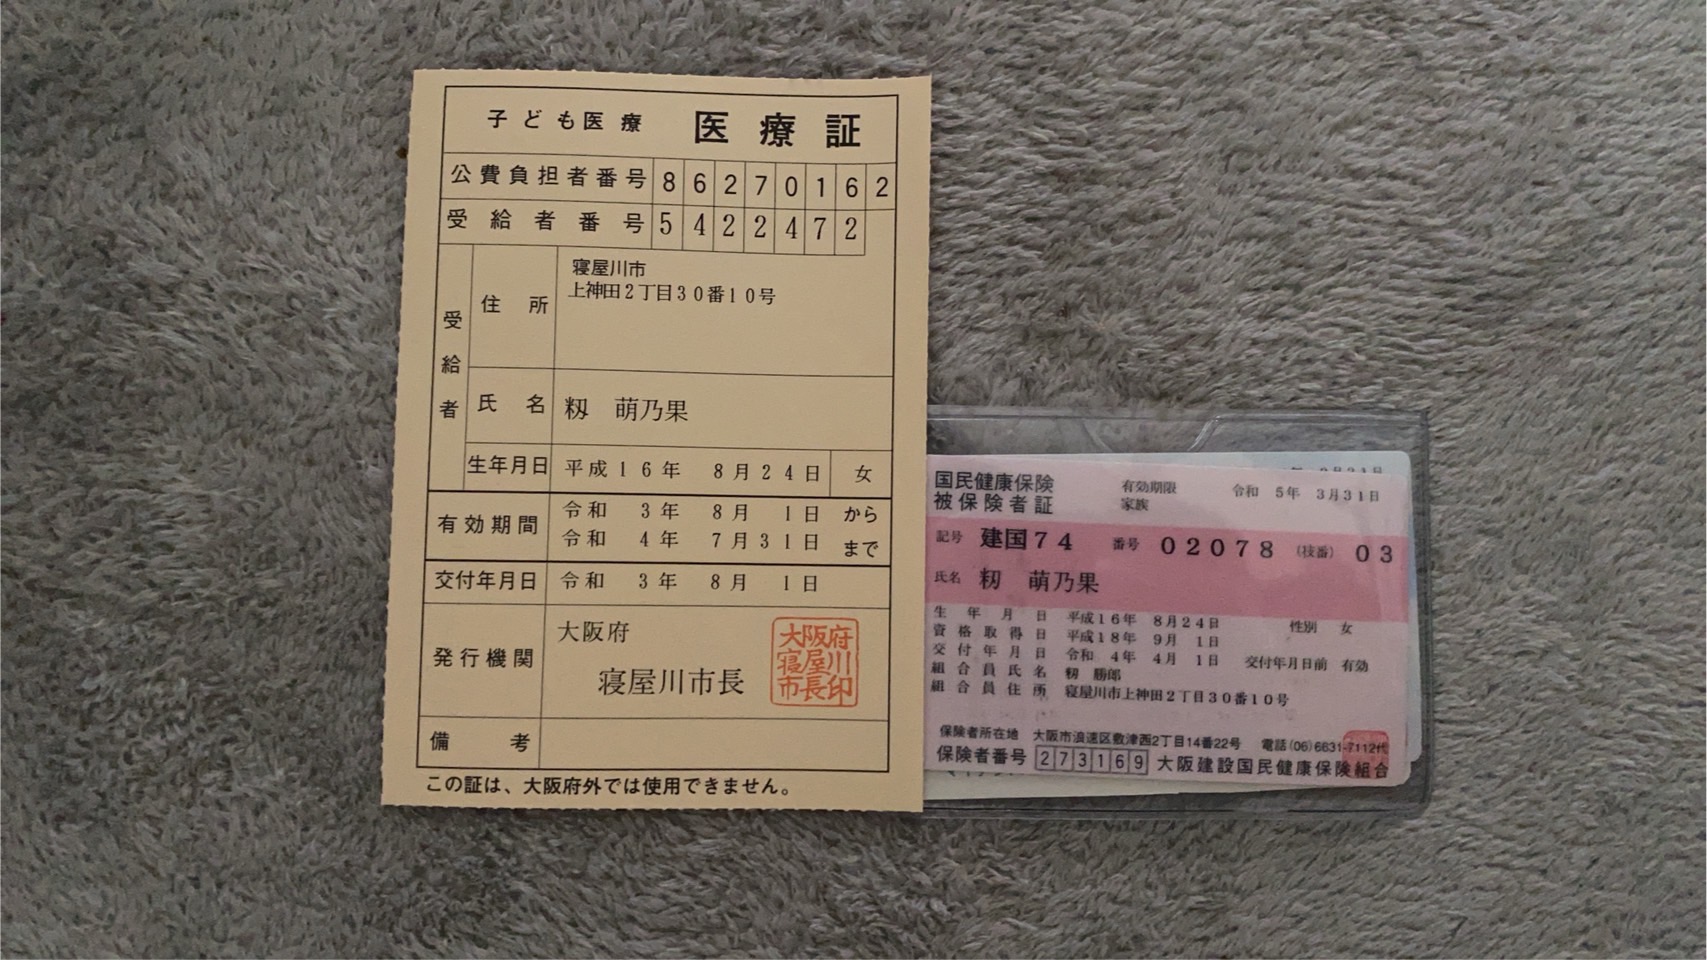 子ども医療 医療証
公費負担者番号 86270162
受給者番号 5422472
受給者
住所
寝屋川市
上神田2丁目30番10号
氏名 籾 萌乃果
生年月日 平成16年 8月24日 女
有効期間
令和 3年 8月 1日 から
令和 4年 7月31日 まで
交付年月日 令和 3年 8月 1日
発行機関
大阪府
寝屋川市長
大阪府
寝屋川
市長印
備考
この証は、大阪府外では使用できません。
国民健康保険
被保険者証
有効期限 令和 5年 3月31日
家族
記号 建国74 番号 02078 (枝番) 03
氏名 籾 萌乃果
生年月日 平成16年 8月24日 性別 女
資格取得日 平成18年 9月 1日
交付年月日 令和 4年 4月 1日 交付年月日前 有効
組合員氏名 籾 勝郎
組合員住所 寝屋川市上神田2丁目30番10号
保険者所在地 大阪市浪速区敷津西2丁目14番22号 電話(06)6631-7112代
保険者番号 273169 大阪建設国民健康保険組合